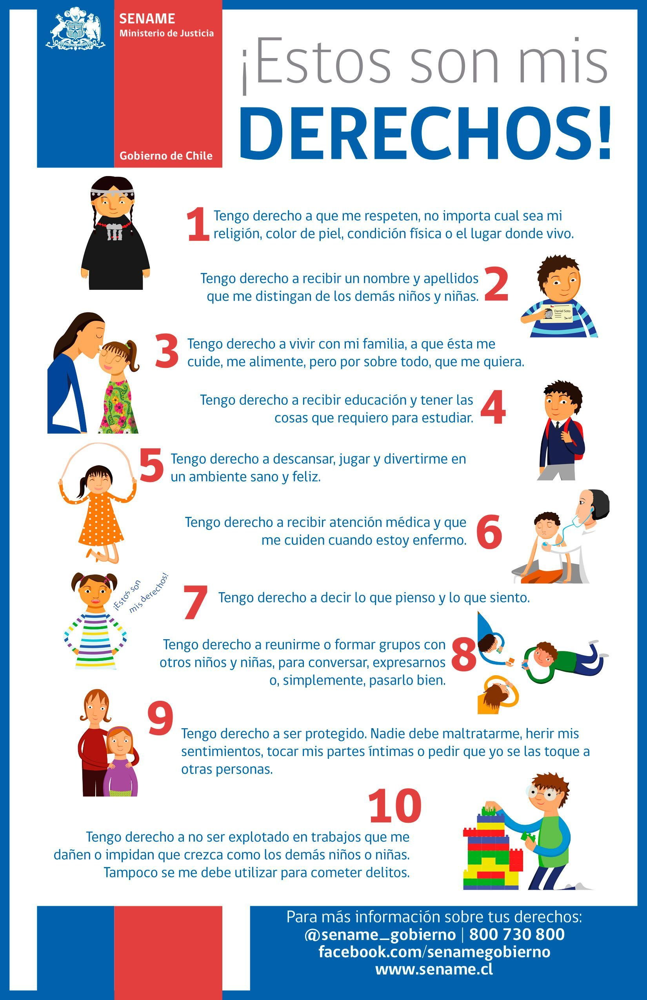 SENAME
Ministerio de Justicia
Gobierno de Chile
¡Estos son mis
DERECHOS!
1
Tengo derecho a que me respeten, no importa cual sea mi
religión, color de piel, condición física o el lugar donde vivo.
Tengo derecho a recibir un nombre y apellidos
que me distingan de los demás niños y niñas.
2
Daniel Soto
Daniel
3
Tengo derecho a vivir con mi familia, a que ésta me
cuide, me alimente, pero por sobre todo, que me quiera.
Tengo derecho a recibir educación y tener las
cosas que requiero para estudiar.
4
5
Tengo derecho a descansar, jugar y divertirme en
un ambiente sano y feliz.
Tengo derecho a recibir atención médica y que
me cuiden cuando estoy enfermo.
6
¡Estos son
mis derechos!
7
Tengo derecho a decir lo que pienso y lo que siento.
Tengo derecho a reunirme o formar grupos con
otros niños y niñas, para conversar, expresarnos
o, simplemente, pasarlo bien.
8
9
Tengo derecho a ser protegido. Nadie debe maltratarme, herir mis
sentimientos, tocar mis partes íntimas o pedir que yo se las toque a
otras personas.
10
Tengo derecho a no ser explotado en trabajos que me
dañen o impidan que crezca como los demás niños o niñas.
Tampoco se me debe utilizar para cometer delitos.
Para más información sobre tus derechos:
@sename_gobierno | 800 730 800
facebook.com/senamegobierno
www.sename.cl